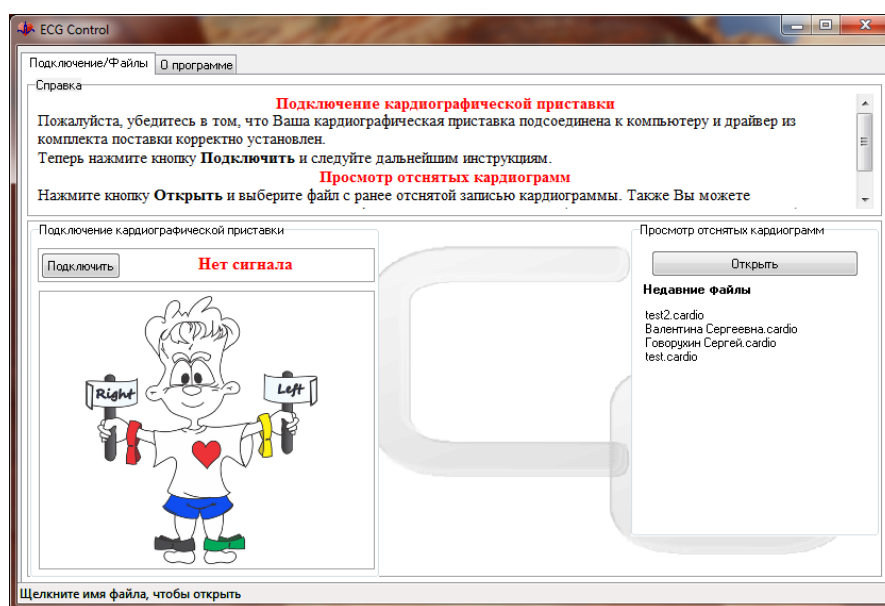 ECG Control
Подключение/Файлы
О программе
Справка
Подключение кардиографической приставки
Пожалуйста, убедитесь в том, что Ваша кардиографическая приставка подсоединена к компьютеру и драйвер из
комплекта поставки корректно установлен.
Теперь нажмите кнопку Подключить и следуйте дальнейшим инструкциям.
Просмотр отснятых кардиограмм
Нажмите кнопку Открыть и выберите файл с ранее отснятой записью кардиограммы. Также Вы можете
Подключение кардиографической приставки
Подключить
Нет сигнала
Right
Left
Просмотр отснятых кардиограмм
Открыть
Недавние файлы
test2.cardio
Валентина Сергеевна.cardio
Говорухин Сергей.cardio
test.cardio
Щелкните имя файла, чтобы открыть